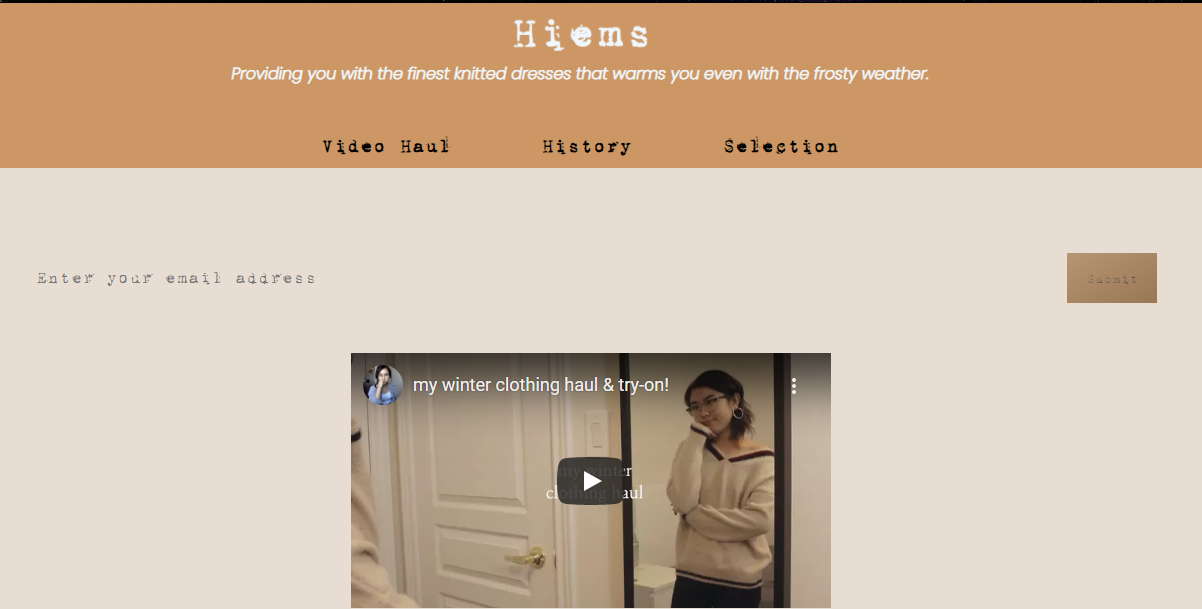 Hiems
Providing you with the finest knitted dresses that warms you even with the frosty weather.
Video Haul History Selection
Enter your email address Submit
my winter clothing haul & try-on!
my winter
clothing haul